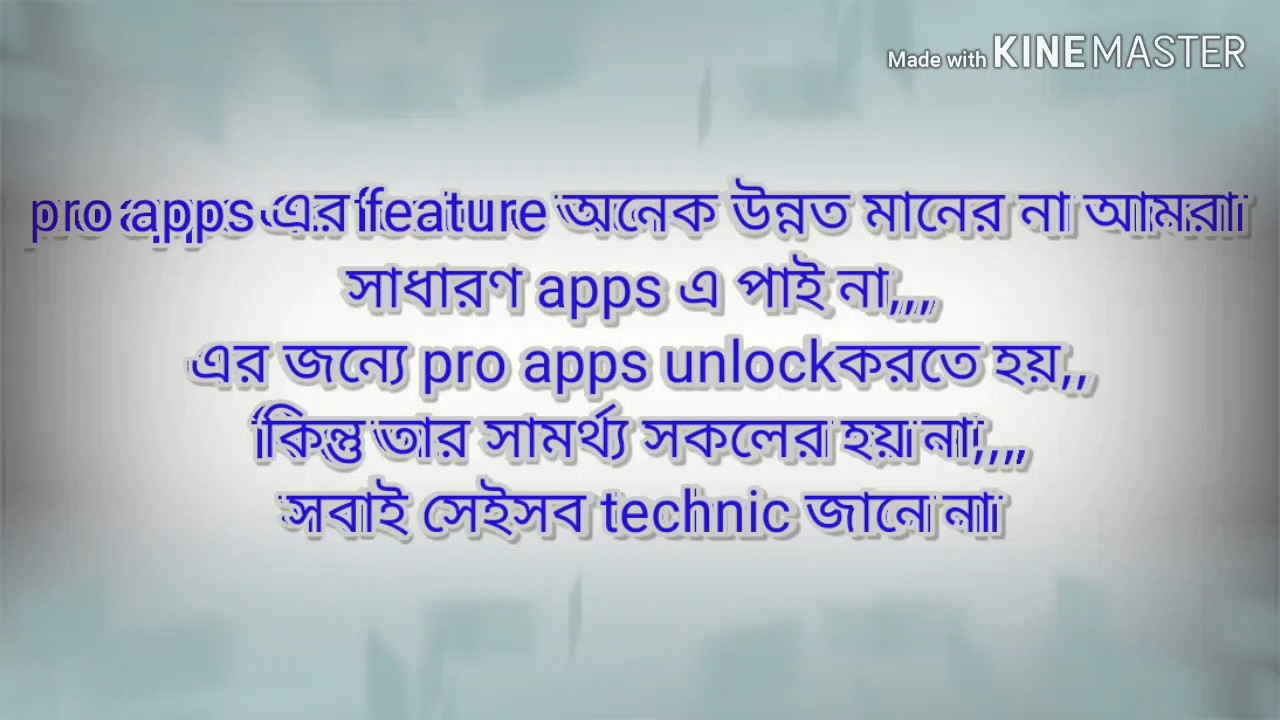 Made with KINEMASTER
pro apps এর feature অনেক উন্নত মানের না আমরা
সাধারণ apps এ পাই না,,,
এর জন্যে pro apps unlockকরতে হয়,,
কিন্তু তার সামর্থ্য সকলের হয় না,,,,
সবাই সেইসব technic জানে না